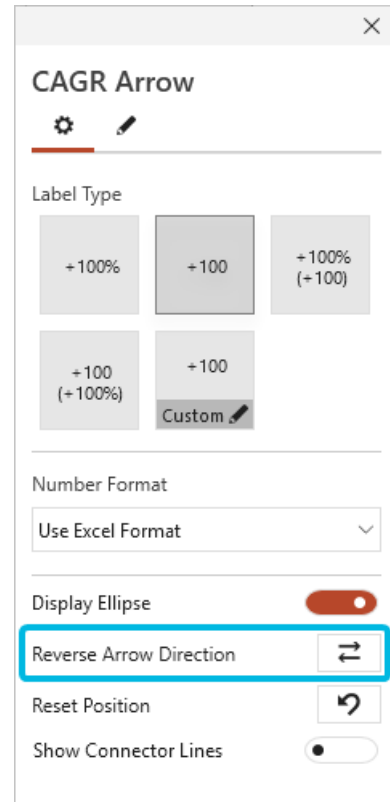 CAGR Arrow
Label Type
+100%
+100
+100%
(+100)
+100
(+100%)
+100
Custom
Number Format
Use Excel Format
Display Ellipse
Reverse Arrow Direction
Reset Position
Show Connector Lines